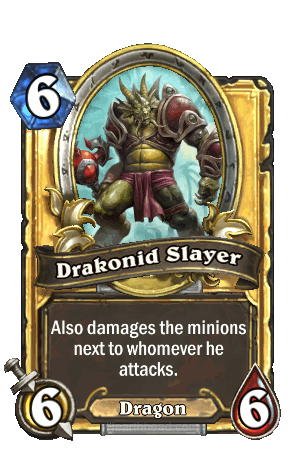 6
Drakonid Slayer
Also damages the minions
next to whomever he
attacks.
6
Dragon
6